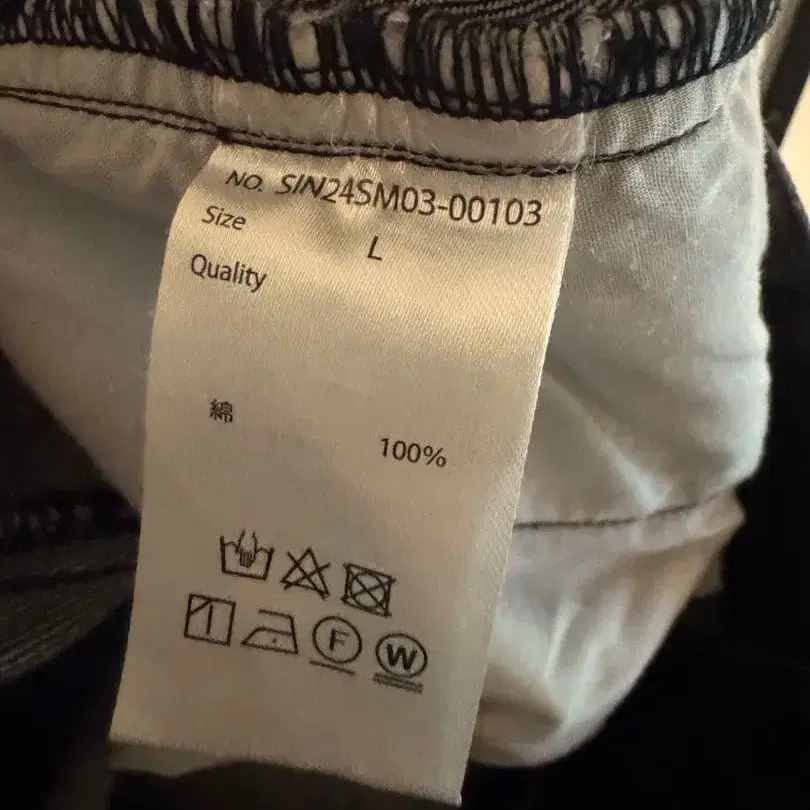 NO. SIN24SM03-00103
Size L
Quality
綿 100%
F W